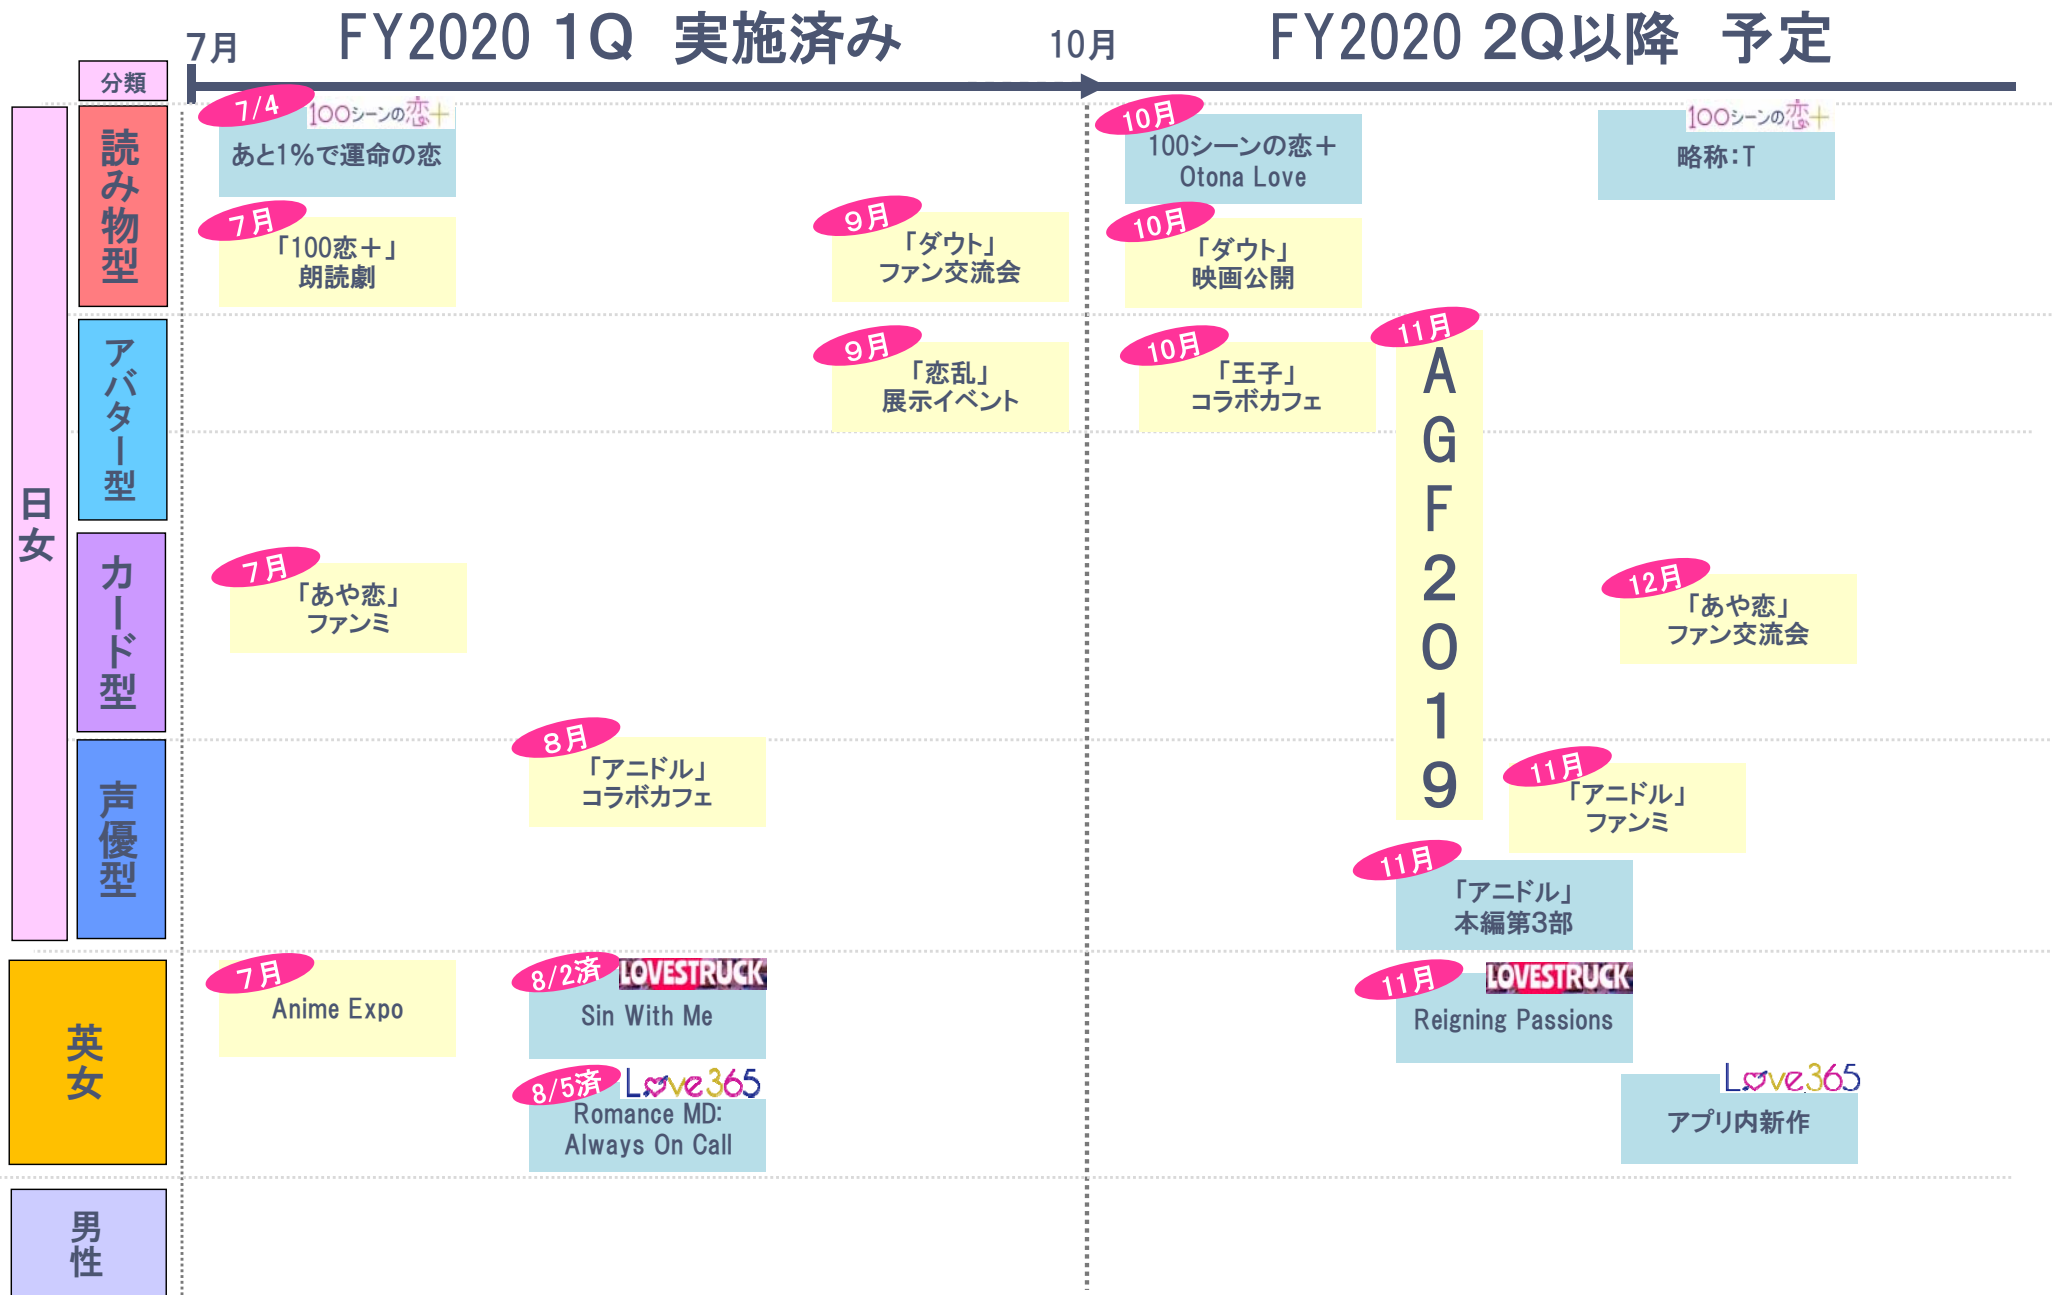 7月
FY2020 1Q 実施済み
10月
FY2020 2Q以降 予定
分類
日女
読み物型
7/4
100シーンの恋+
あと1%で運命の恋
10月
100シーンの恋＋
Otona Love
100シーンの恋+
略称：T
7月
「100恋＋」
朗読劇
9月
「ダウト」
ファン交流会
10月
「ダウト」
映画公開
アバター型
9月
「恋乱」
展示イベント
10月
「王子」
コラボカフェ
11月
AGF2019
カード型
7月
「あや恋」
ファンミ
12月
「あや恋」
ファン交流会
声優型
8月
「アニドル」
コラボカフェ
11月
「アニドル」
ファンミ
11月
「アニドル」
本編第3部
英女
7月
Anime Expo
8/2済
LOVESTRUCK
Sin With Me
11月
LOVESTRUCK
Reigning Passions
8/5済
Love365
Romance MD:
Always On Call
Love365
アプリ内新作
男性